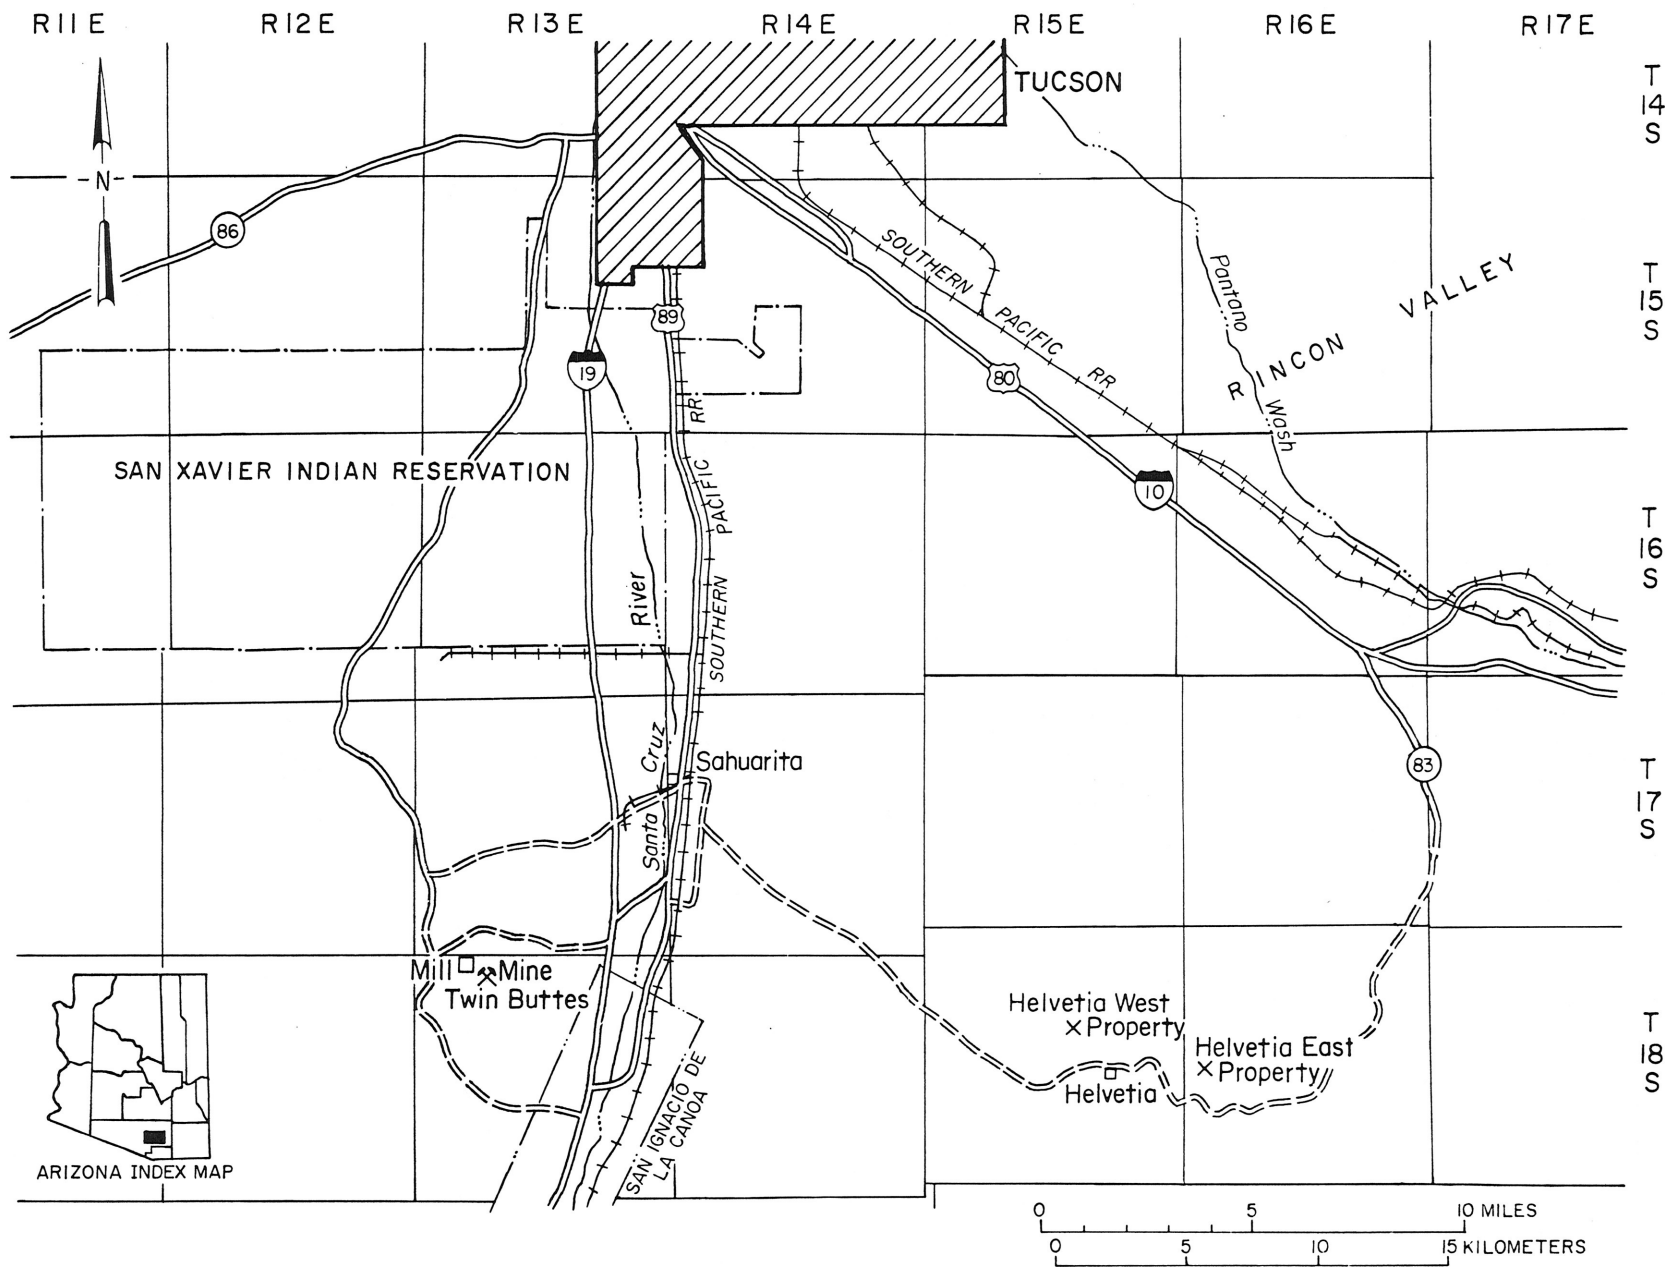 R11E R12E R13E R14E R15E R16E R17E
TUCSON
T
14
S
-N-
86
SOUTHERN PACIFIC RR
Pantano Wash
RINCON VALLEY
T
15
S
89
19
80
RR
SAN XAVIER INDIAN RESERVATION
10
SOUTHERN PACIFIC
River
T
16
S
Santa Cruz
Sahuarita
83
T
17
S
Mill
Mine
Twin Buttes
Helvetia West
Property
Helvetia East
Property
Helvetia
T
18
S
SAN IGNACIO DE
LA CANOA
ARIZONA INDEX MAP
0 5 10 MILES
0 5 10 15 KILOMETERS